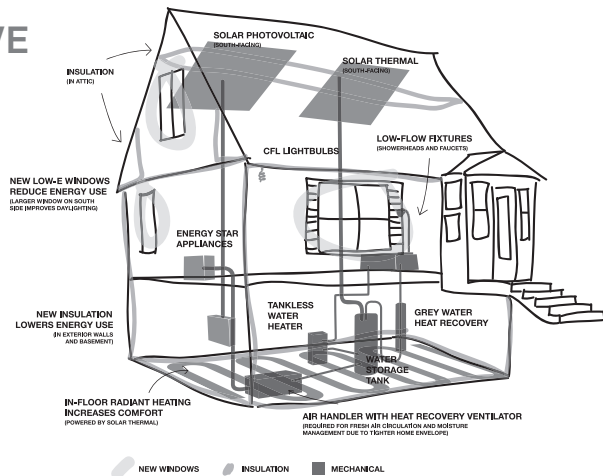 VE
SOLAR PHOTOVOLTAIC
(SOUTH-FACING)
SOLAR THERMAL
(SOUTH-FACING)
INSULATION
(IN ATTIC)
LOW-FLOW FIXTURES
(SHOWERHEADS AND FAUCETS)
CFL LIGHTBULBS
NEW LOW-E WINDOWS
REDUCE ENERGY USE
(LARGER WINDOW ON SOUTH
SIDE IMPROVES DAYLIGHTING)
ENERGY STAR
APPLIANCES
NEW INSULATION
LOWERS ENERGY USE
(IN EXTERIOR WALLS
AND BASEMENT)
TANKLESS
WATER
HEATER
GREY WATER
HEAT RECOVERY
WATER
STORAGE
TANK
IN-FLOOR RADIANT HEATING
INCREASES COMFORT
(POWERED BY SOLAR THERMAL)
AIR HANDLER WITH HEAT RECOVERY VENTILATOR
(REQUIRED FOR FRESH AIR CIRCULATION AND MOISTURE
MANAGEMENT DUE TO TIGHTER HOME ENVELOPE)
NEW WINDOWS
INSULATION
MECHANICAL